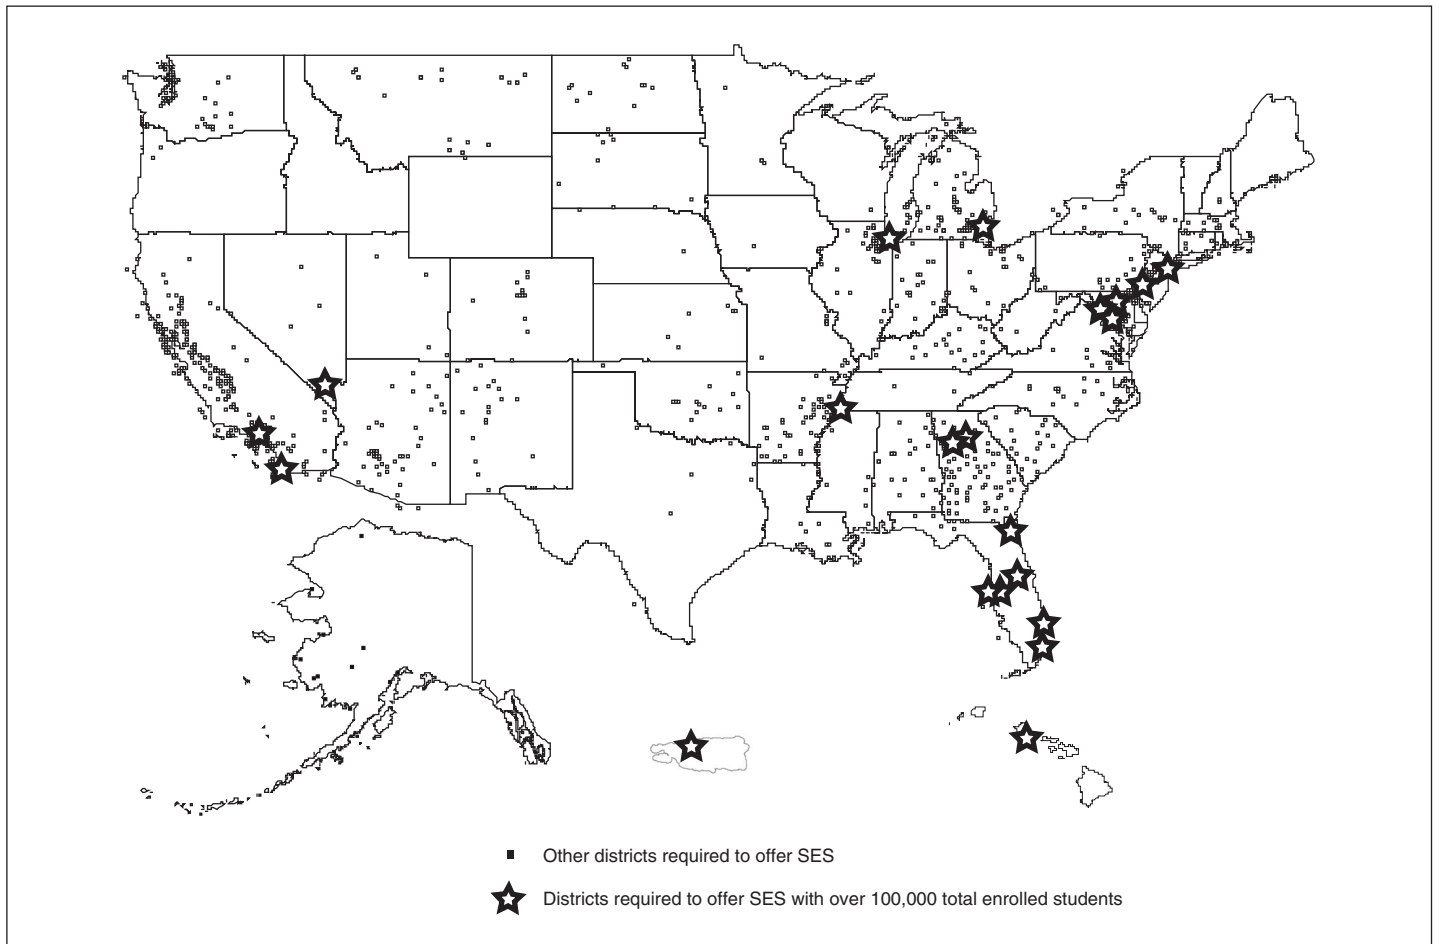 Other districts required to offer SES
Districts required to offer SES with over 100,000 total enrolled students